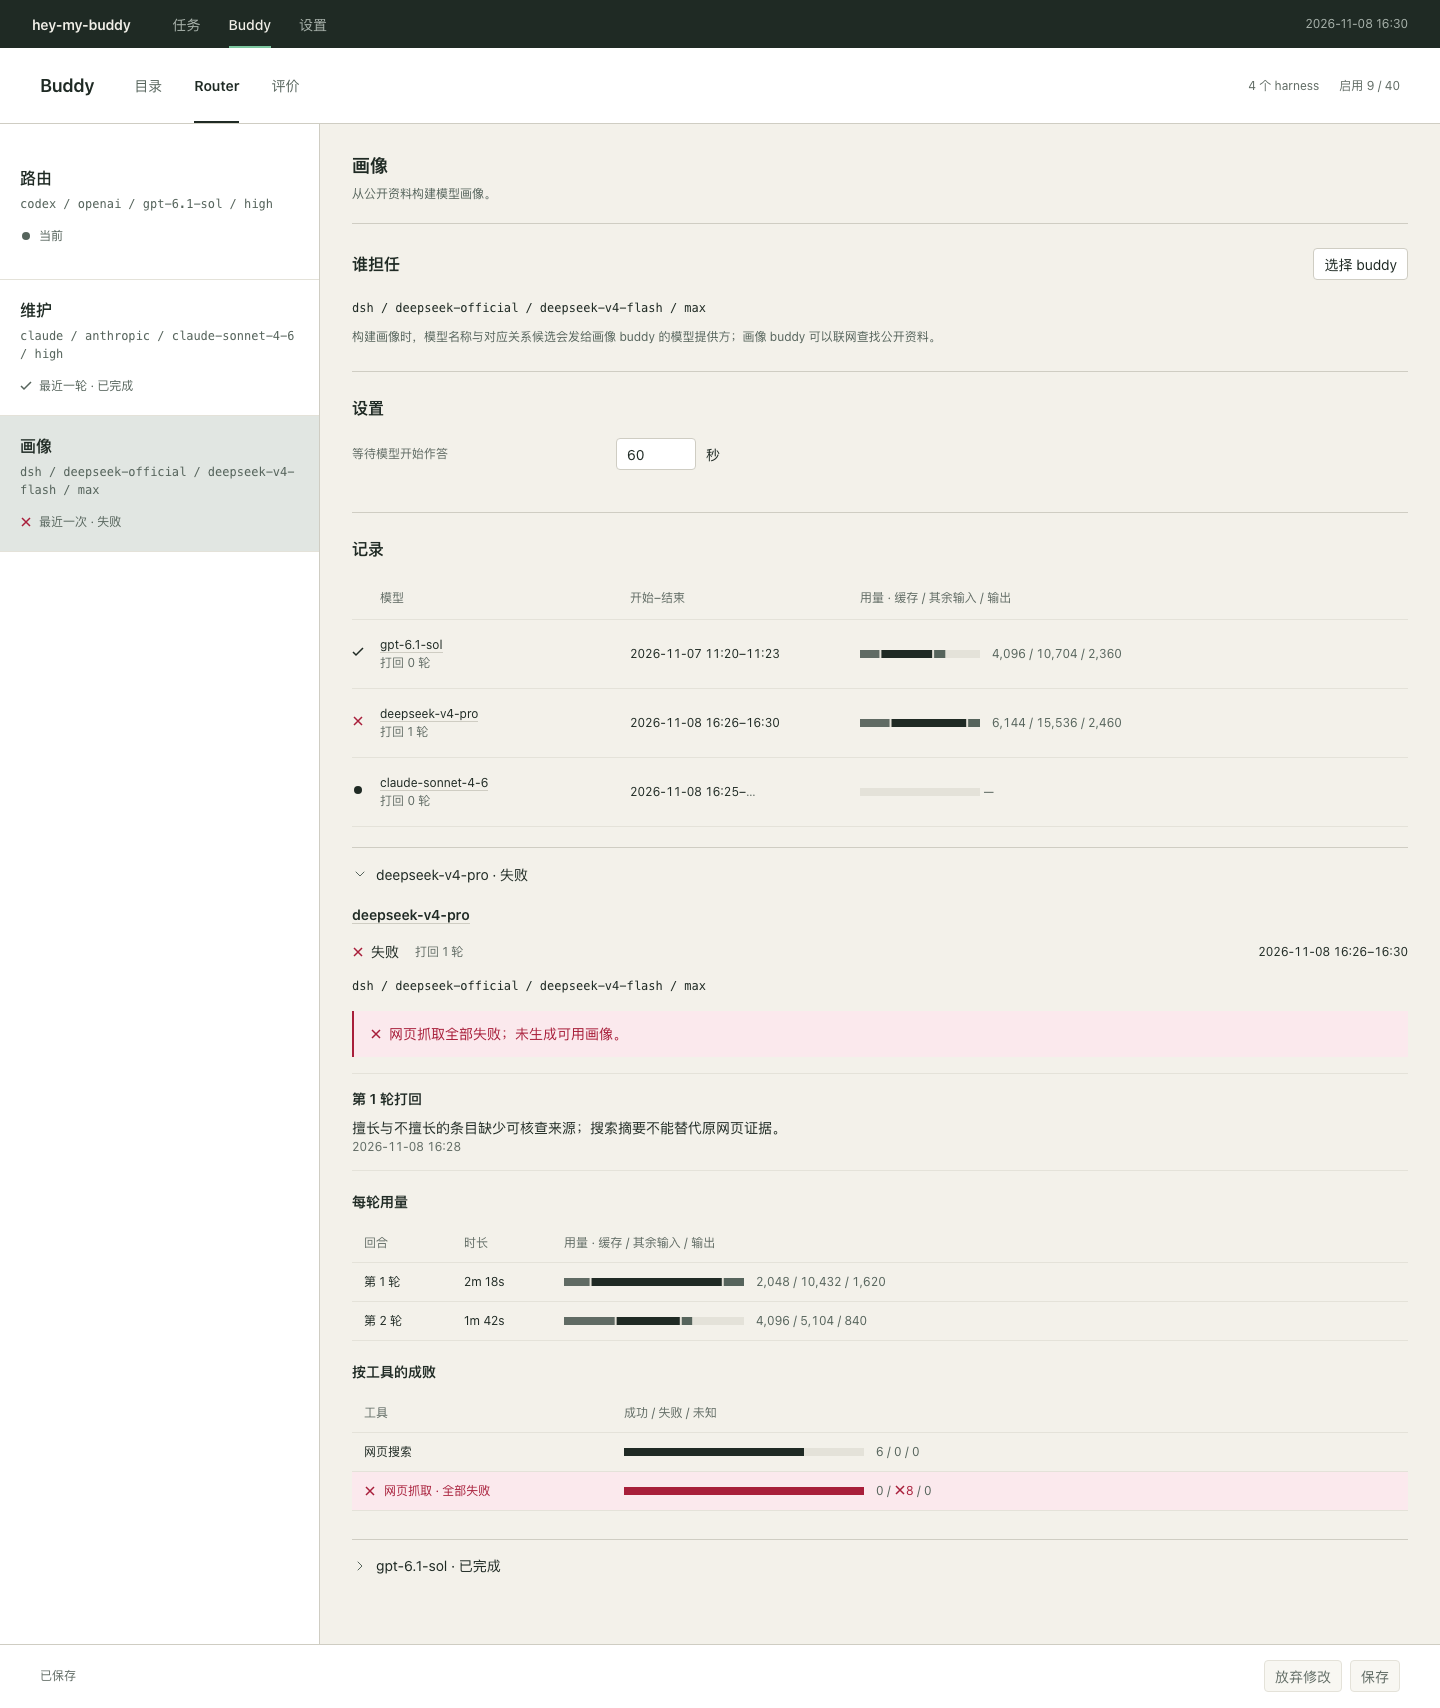 hey-my-buddy 任务 Buddy 设置 2026-11-08 16:30
Buddy 目录 Router 评价 4 个 harness 启用 9 / 40
路由
codex / openai / gpt-6.1-sol / high
当前
维护
claude / anthropic / claude-sonnet-4-6
/ high
最近一轮 · 已完成
画像
dsh / deepseek-official / deepseek-v4-
flash / max
最近一次 · 失败
画像
从公开资料构建模型画像。
谁担任 选择 buddy
dsh / deepseek-official / deepseek-v4-flash / max
构建画像时，模型名称与对应关系候选会发给画像 buddy 的模型提供方；画像 buddy 可以联网查找公开资料。
设置
等待模型开始作答 60 秒
记录
模型 开始–结束 用量 · 缓存 / 其余输入 / 输出
gpt-6.1-sol
打回 0 轮
2026-11-07 11:20–11:23 4,096 / 10,704 / 2,360
deepseek-v4-pro
打回 1 轮
2026-11-08 16:26–16:30 6,144 / 15,536 / 2,460
claude-sonnet-4-6
打回 0 轮
2026-11-08 16:25–... —
deepseek-v4-pro · 失败
deepseek-v4-pro
失败 打回 1 轮 2026-11-08 16:26–16:30
dsh / deepseek-official / deepseek-v4-flash / max
网页抓取全部失败；未生成可用画像。
第 1 轮打回
擅长与不擅长的条目缺少可核查来源；搜索摘要不能替代原网页证据。
2026-11-08 16:28
每轮用量
回合 时长 用量 · 缓存 / 其余输入 / 输出
第 1 轮 2m 18s 2,048 / 10,432 / 1,620
第 2 轮 1m 42s 4,096 / 5,104 / 840
按工具的成败
工具 成功 / 失败 / 未知
网页搜索 6 / 0 / 0
网页抓取 · 全部失败 0 / ✕8 / 0
gpt-6.1-sol · 已完成
已保存 放弃修改 保存